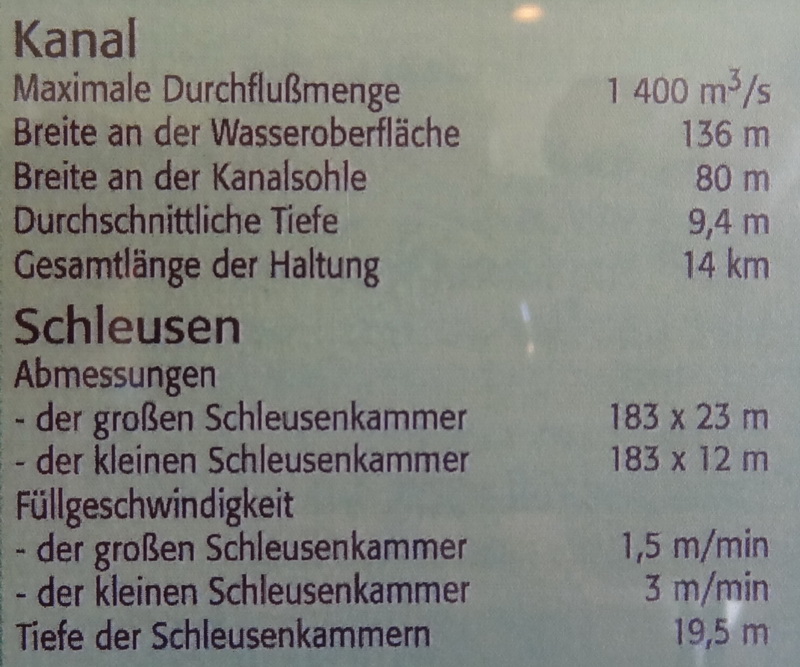 Kanal
Maximale Durchflußmenge 1 400 m³/s
Breite an der Wasseroberfläche 136 m
Breite an der Kanalsohle 80 m
Durchschnittliche Tiefe 9,4 m
Gesamtlänge der Haltung 14 km
Schleusen
Abmessungen
- der großen Schleusenkammer 183 x 23 m
- der kleinen Schleusenkammer 183 x 12 m
Füllgeschwindigkeit
- der großen Schleusenkammer 1,5 m/min
- der kleinen Schleusenkammer 3 m/min
Tiefe der Schleusenkammern 19,5 m